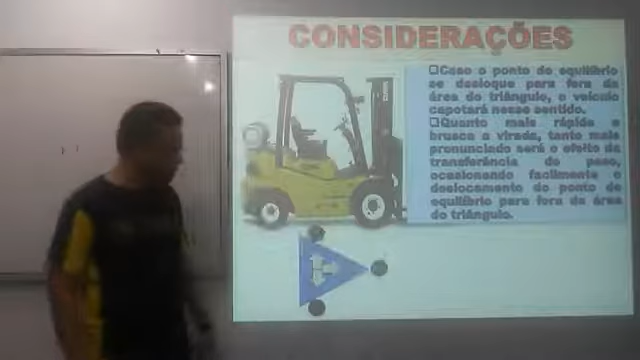 CONSIDERAÇÕES
❑Caso o ponto de equilíbrio
se desloque para fora da
área do triângulo, o veículo
capotará nesse sentido.
❑Quanto mais rápida e
brusca a virada, tanto mais
pronunciado será o efeito da
transferência do peso,
ocasionando facilmente o
deslocamento do ponto de
equilíbrio para fora da área
do triângulo.